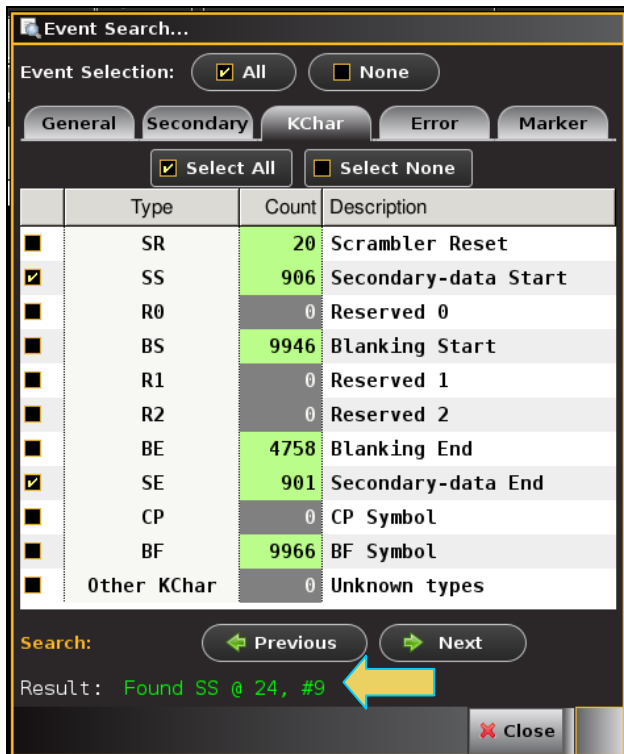 Event Search...
Event Selection: All None
General Secondary KChar Error Marker
Select All Select None
Type Count Description
SR 20 Scrambler Reset
SS 906 Secondary-data Start
R0 0 Reserved 0
BS 9946 Blanking Start
R1 0 Reserved 1
R2 0 Reserved 2
BE 4758 Blanking End
SE 901 Secondary-data End
CP 0 CP Symbol
BF 9966 BF Symbol
Other KChar 0 Unknown types
Search: Previous Next
Result: Found SS @ 24, #9
Close